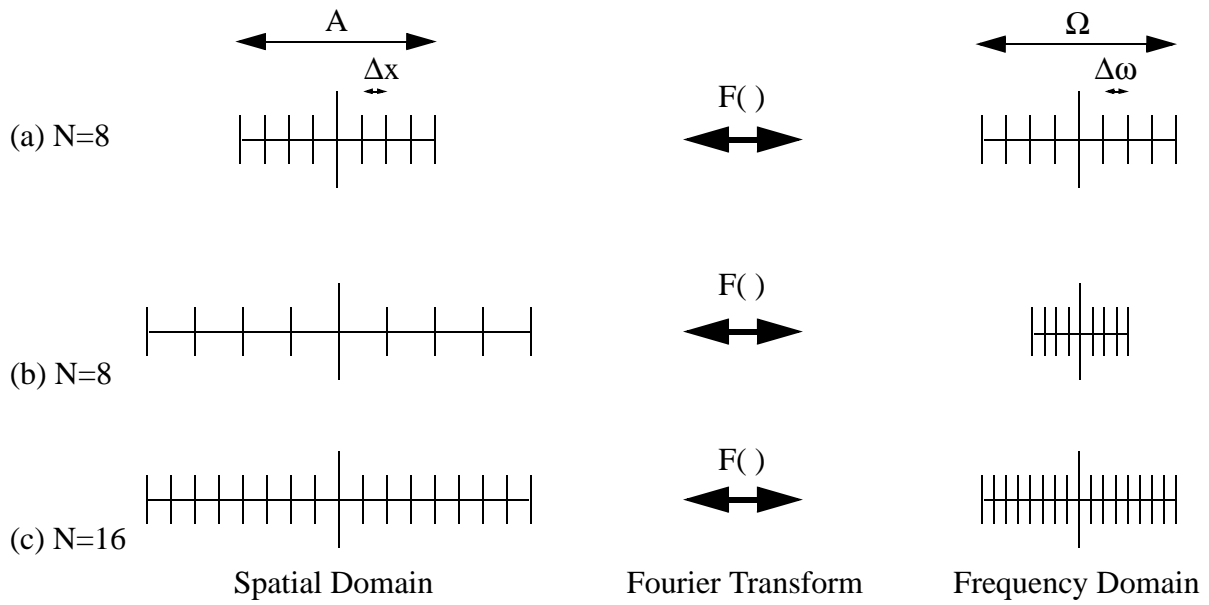 A
Ω
Δx
Δω
F( )
(a) N=8
F( )
(b) N=8
F( )
(c) N=16
Spatial Domain
Fourier Transform
Frequency Domain